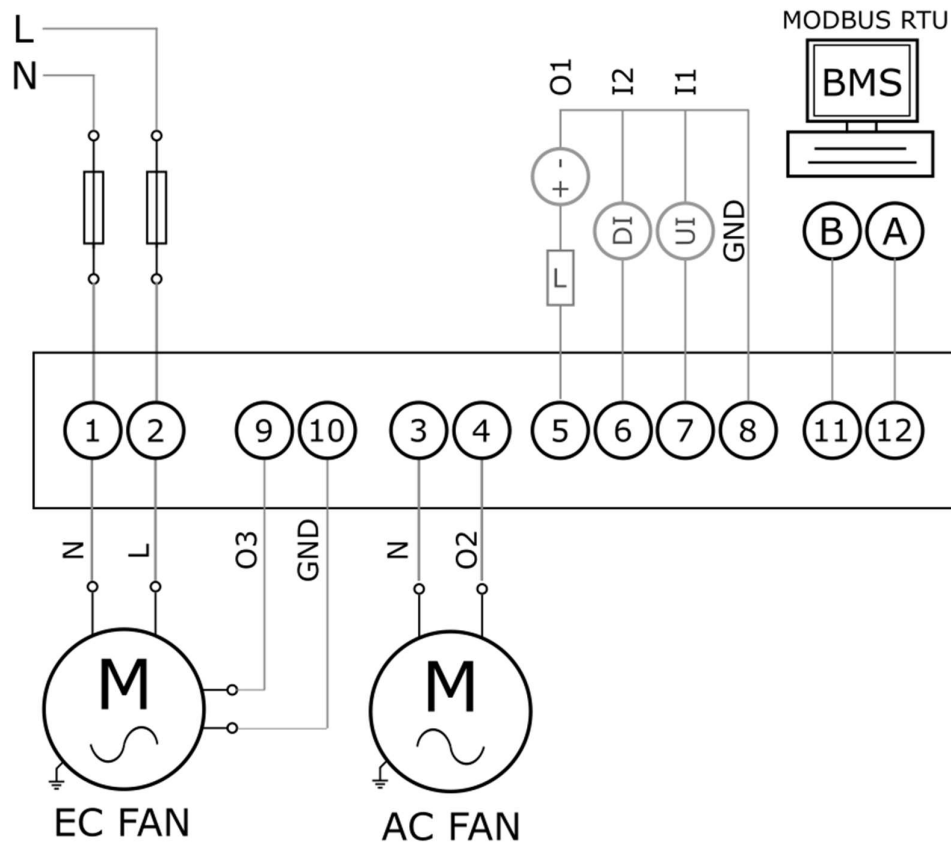 L
N
MODBUS RTU
BMS
O1
I2
I1
GND
+ -
DI
UI
L
B
A
1
2
9
10
3
4
5
6
7
8
11
12
N
L
O3
GND
N
O2
M
M
EC FAN
AC FAN